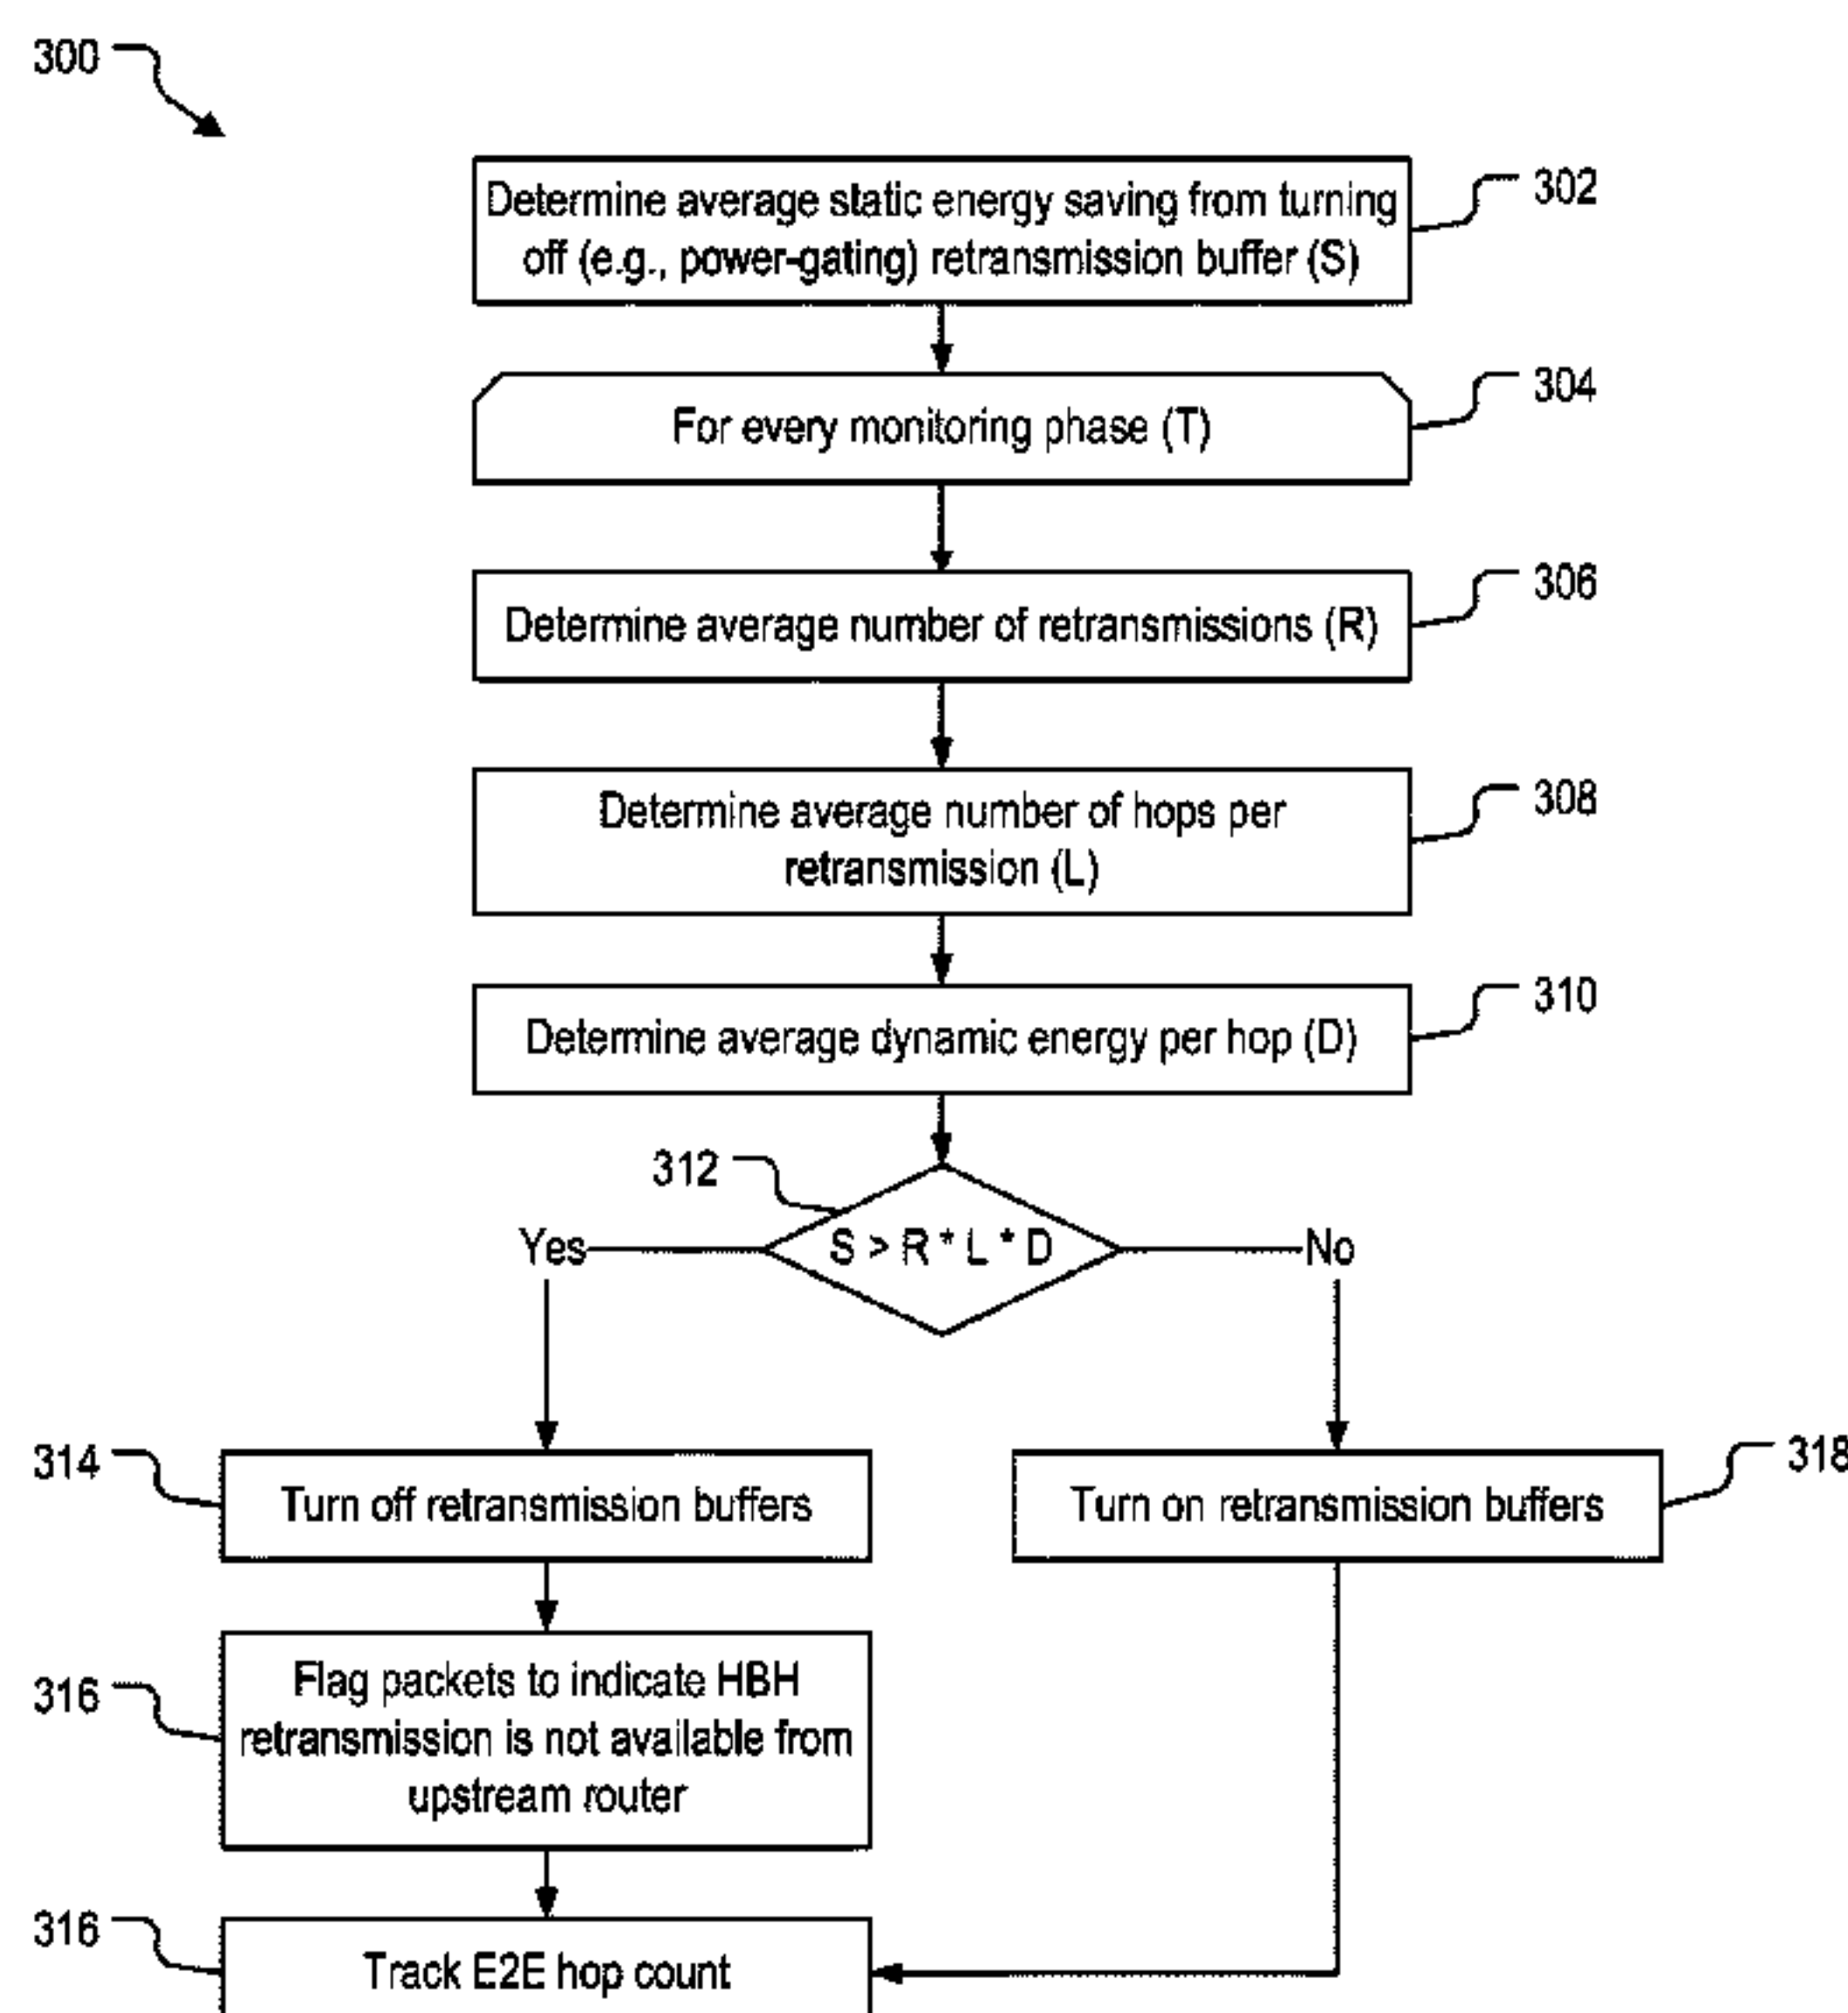 300
Determine average static energy saving from turning
off (e.g., power-gating) retransmission buffer (S)
302
For every monitoring phase (T)
304
Determine average number of retransmissions (R)
306
Determine average number of hops per
retransmission (L)
308
Determine average dynamic energy per hop (D)
310
312
Yes
S > R * L * D
No
314
Turn off retransmission buffers
Turn on retransmission buffers
318
316
Flag packets to indicate HBH
retransmission is not available from
upstream router
316
Track E2E hop count